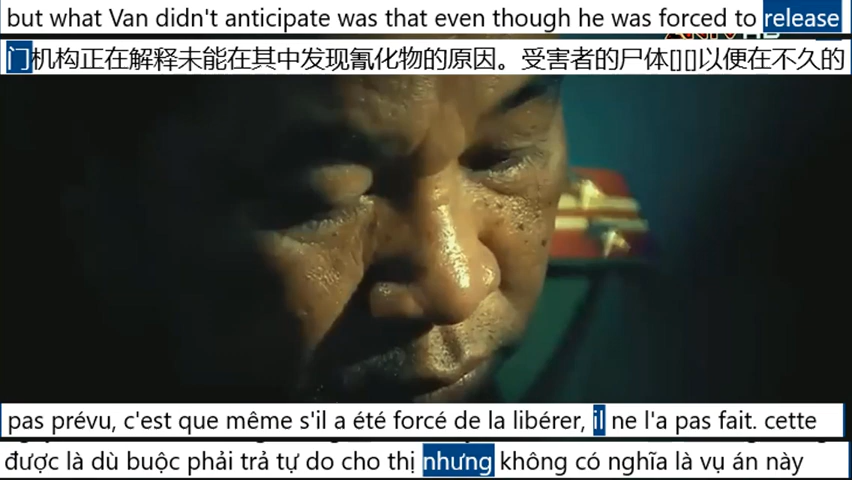 but what Van didn't anticipate was that even though he was forced to release
门机构正在解释未能在其中发现氰化物的原因。受害者的尸体[][]以便在不久的
pas prévu, c'est que même s'il a été forcé de la libérer, il ne l'a pas fait. cette
được là dù buộc phải trả tự do cho thị nhưng không có nghĩa là vụ án này